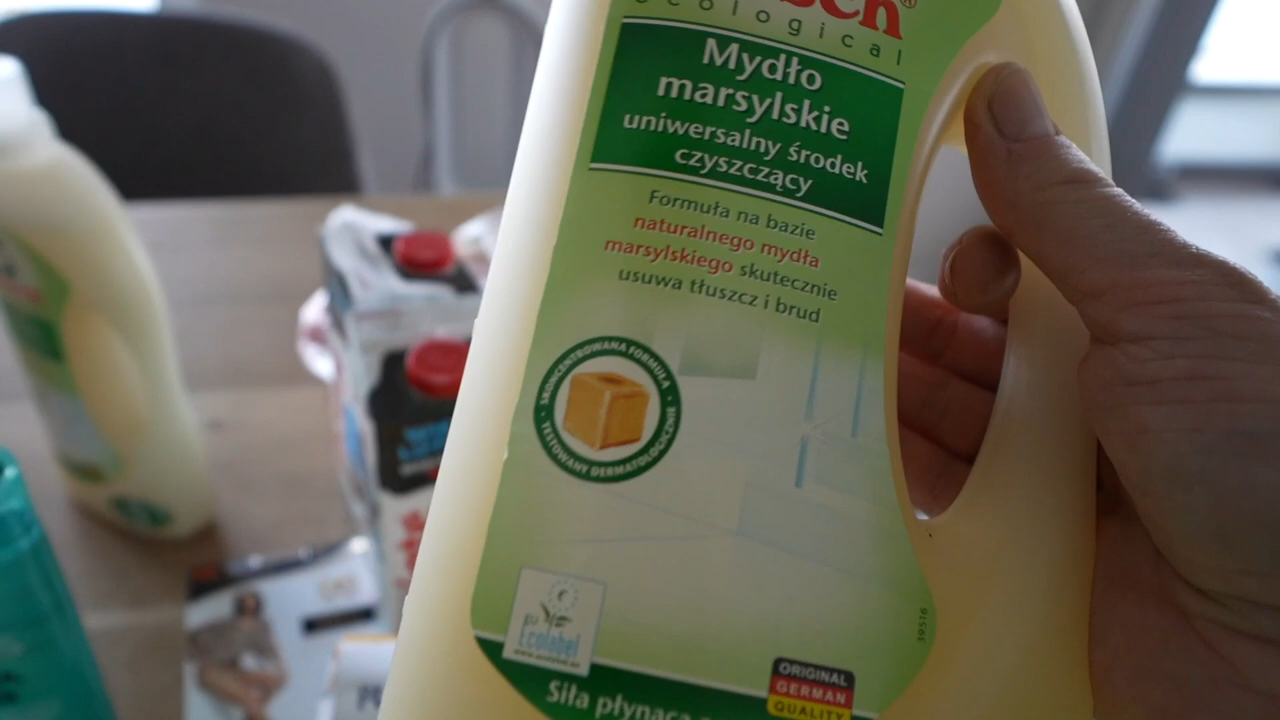 ecological
Mydło
marsylskie
uniwersalny środek
czyszczący
Formuła na bazie
naturalnego mydła
marsylskiego skutecznie
usuwa tłuszcz i brud
SKONCENTROWANA FORMUŁA
TESTOWANY DERMATOLOGICZNIE
Ecolabel
39516
ORIGINAL
GERMAN
QUALITY
Siła płynąca